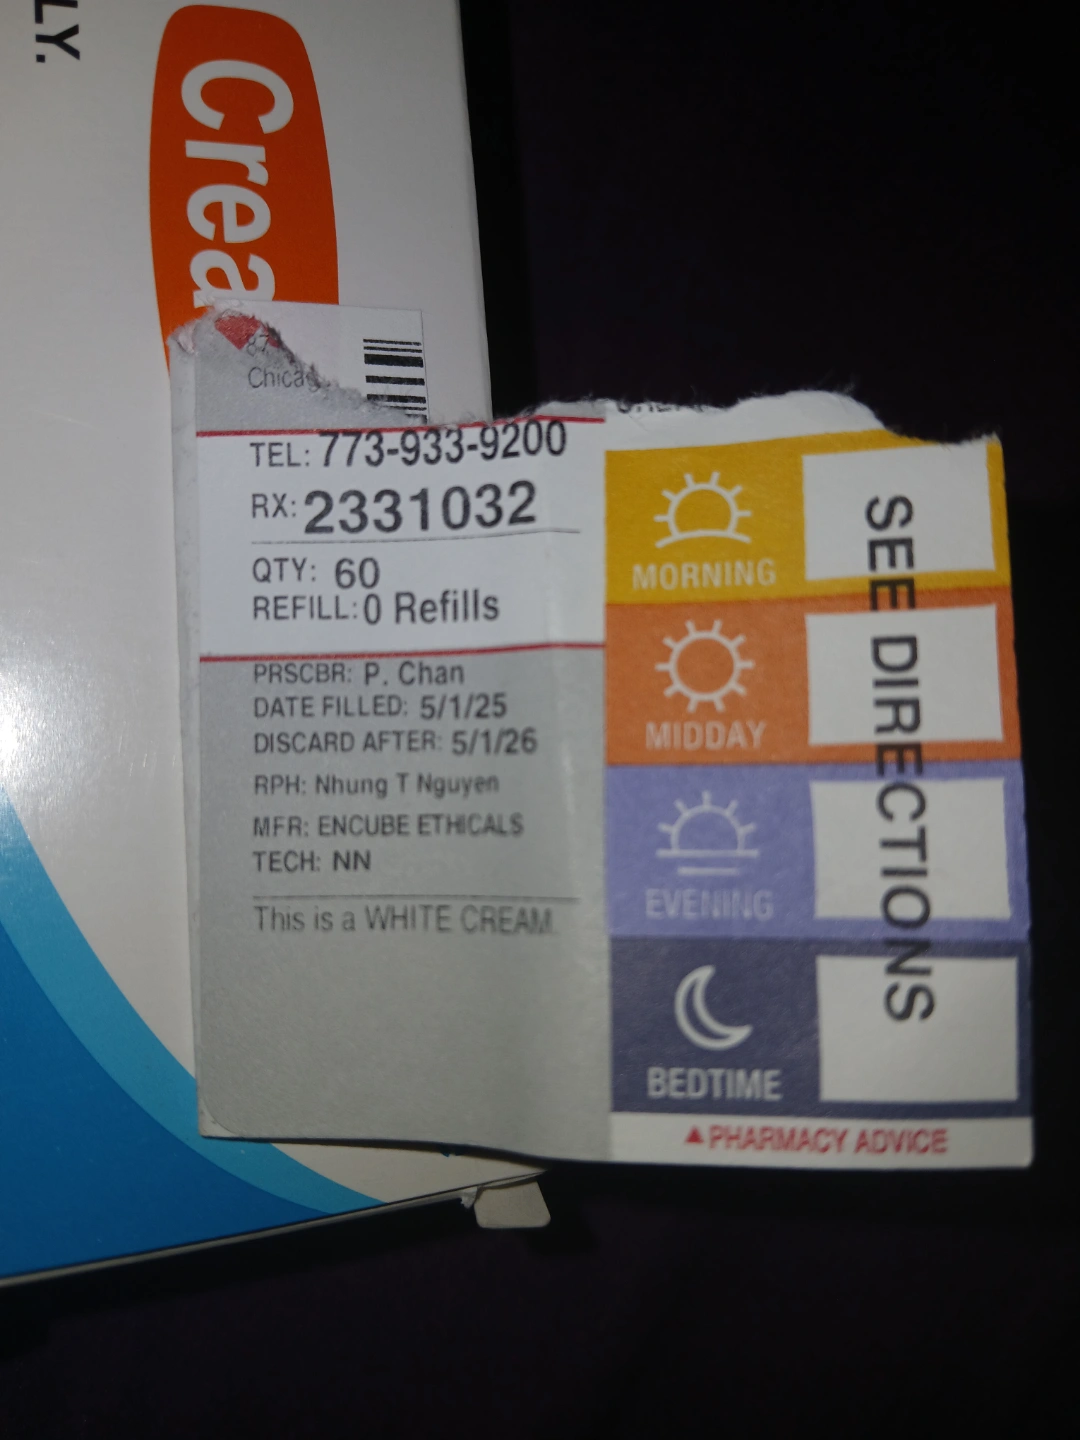 LY.
Crea
87
Chica
TEL: 773-933-9200
RX: 2331032
QTY: 60
REFILL: 0 Refills
PRSCBR: P. Chan
DATE FILLED: 5/1/25
DISCARD AFTER: 5/1/26
RPH: Nhung T Nguyen
MFR: ENCUBE ETHICALS
TECH: NN
This is a WHITE CREAM.
MORNING
MIDDAY
EVENING
BEDTIME
SEE DIRECTIONS
▲PHARMACY ADVICE